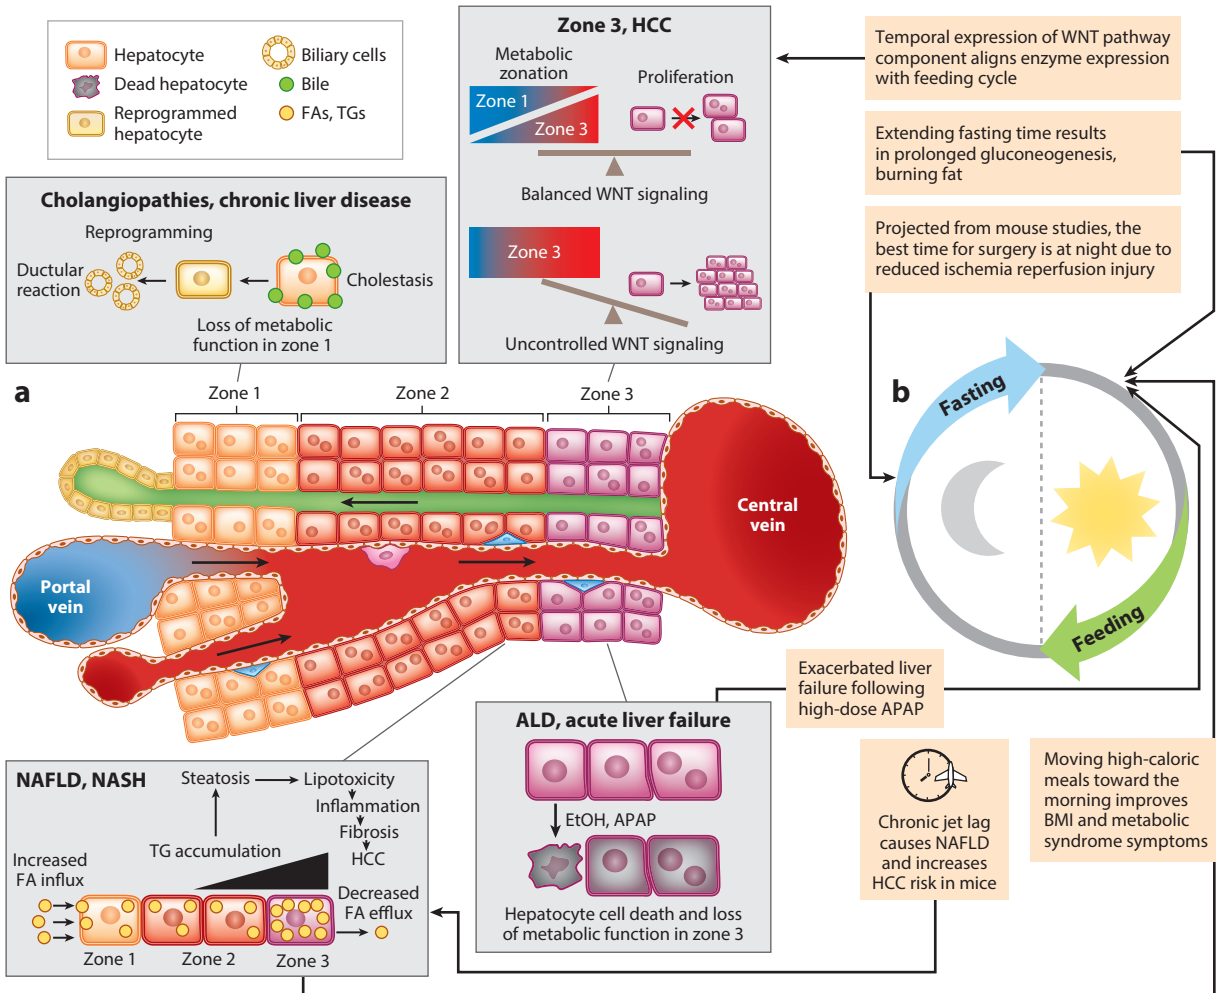 Hepatocyte
Dead hepatocyte
Reprogrammed
hepatocyte
Biliary cells
Bile
FAs, TGs
Cholangiopathies, chronic liver disease
Reprogramming
Ductular
reaction
Cholestasis
Loss of metabolic
function in zone 1
Zone 3, HCC
Metabolic
zonation
Proliferation
Zone 1
Zone 3
Balanced WNT signaling
Zone 3
Uncontrolled WNT signaling
Temporal expression of WNT pathway
component aligns enzyme expression
with feeding cycle
Extending fasting time results
in prolonged gluconeogenesis,
burning fat
Projected from mouse studies, the
best time for surgery is at night due to
reduced ischemia reperfusion injury
a
Zone 1
Zone 2
Zone 3
Portal
vein
Central
vein
b
Fasting
Feeding
Exacerbated liver
failure following
high-dose APAP
Chronic jet lag
causes NAFLD
and increases
HCC risk in mice
Moving high-caloric
meals toward the
morning improves
BMI and metabolic
syndrome symptoms
ALD, acute liver failure
EtOH, APAP
Hepatocyte cell death and loss
of metabolic function in zone 3
NAFLD, NASH
Steatosis
Lipotoxicity
Inflammation
Fibrosis
HCC
TG accumulation
Increased
FA influx
Decreased
FA efflux
Zone 1
Zone 2
Zone 3